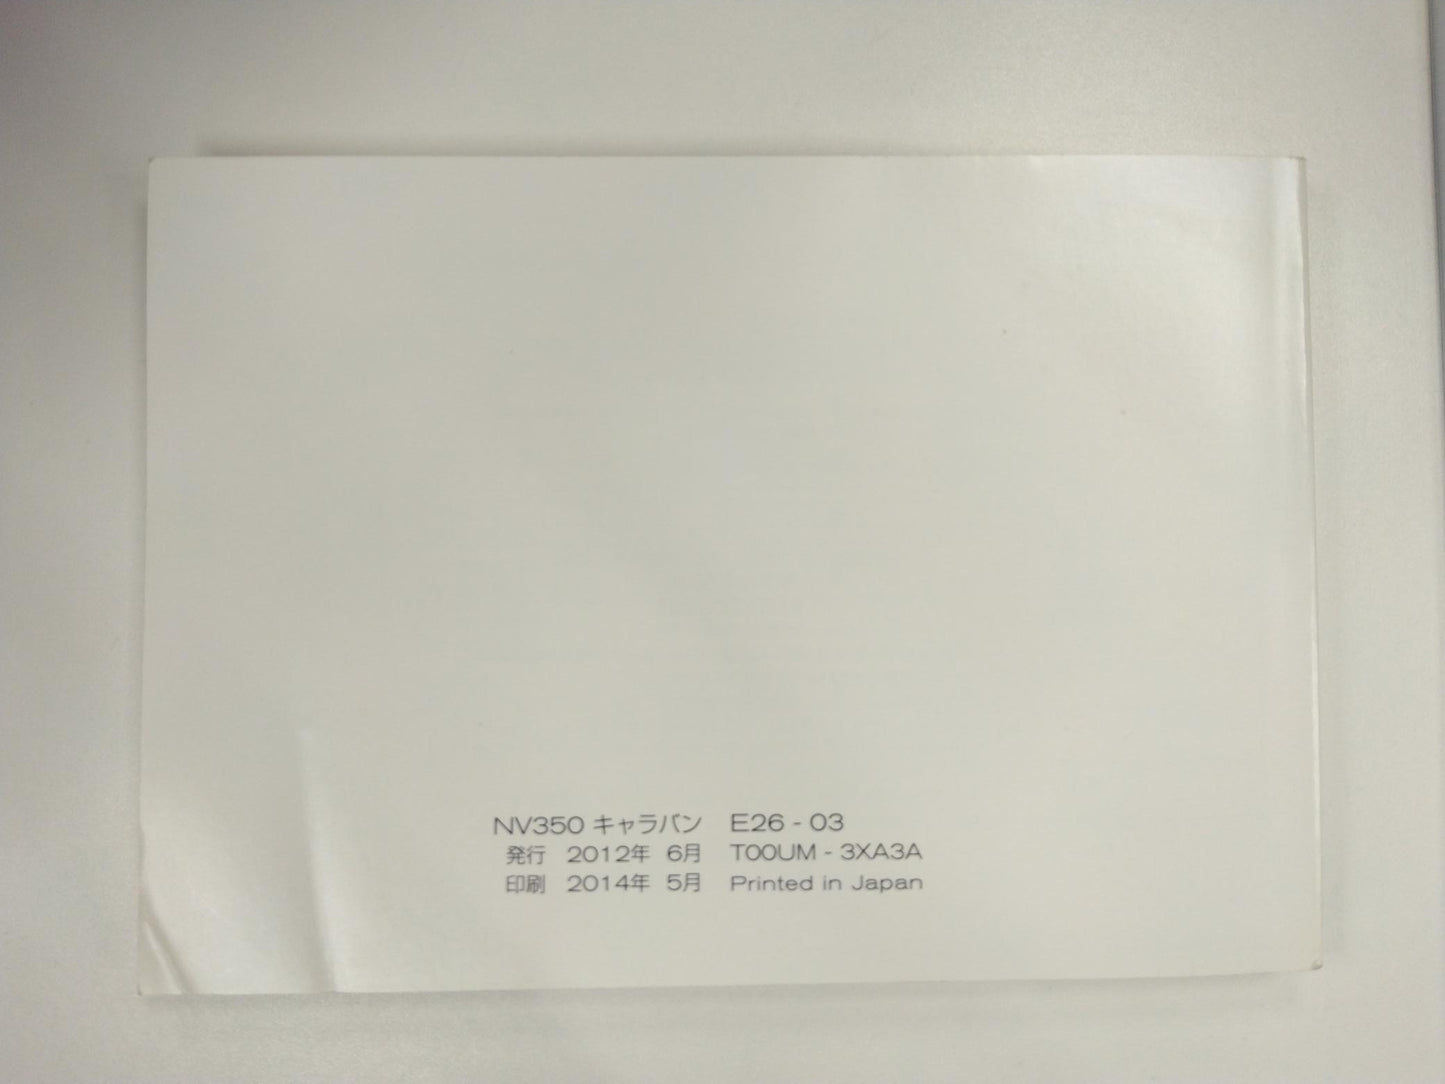 NV350 キャラバン E26 - 03
発行 2012年 6月 T00UM - 3XA3A
印刷 2014年 5月 Printed in Japan